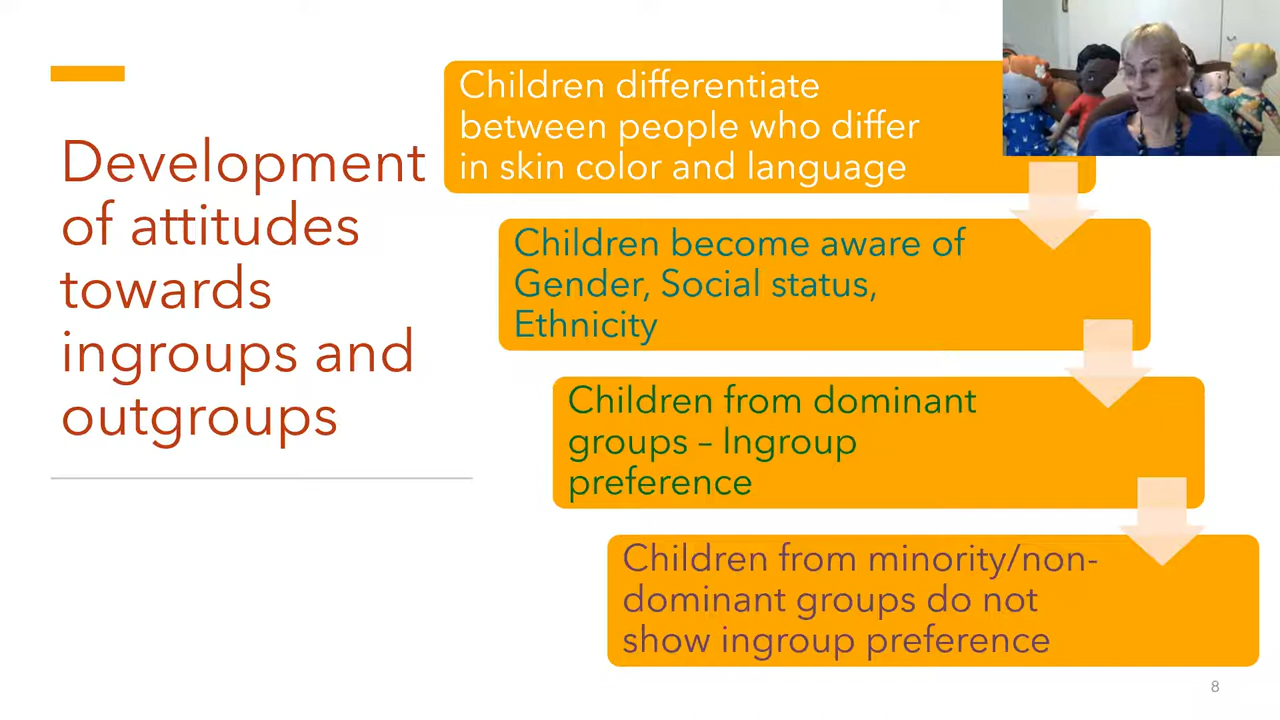 Development
of attitudes
towards
ingroups and
outgroups
Children differentiate
between people who differ
in skin color and language
Children become aware of
Gender, Social status,
Ethnicity
Children from dominant
groups – Ingroup
preference
Children from minority/non-
dominant groups do not
show ingroup preference
8